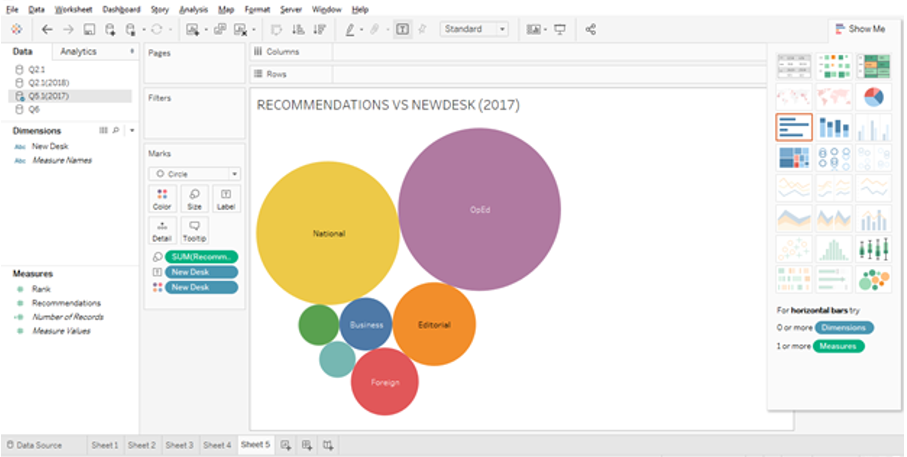 File Data Worksheet Dashboard Story Analysis Map Format Server Window Help
Standard
Show Me
Data Analytics
Q2.1
Q2.1(2018)
Q5.1(2017)
Q6
Dimensions
Abc New Desk
Abc Measure Names
Measures
Rank
Recommendations
Number of Records
Measure Values
Pages
Filters
Marks
Circle
Color Size Label
Detail Tooltip
SUM(Recomm..
New Desk
New Desk
Columns
Rows
RECOMMENDATIONS VS NEWDESK (2017)
OpEd
National
Business
Editorial
Foreign
For horizontal bars try
0 or more Dimensions
1 or more Measures
Data Source Sheet 1 Sheet 2 Sheet 3 Sheet 4 Sheet 5